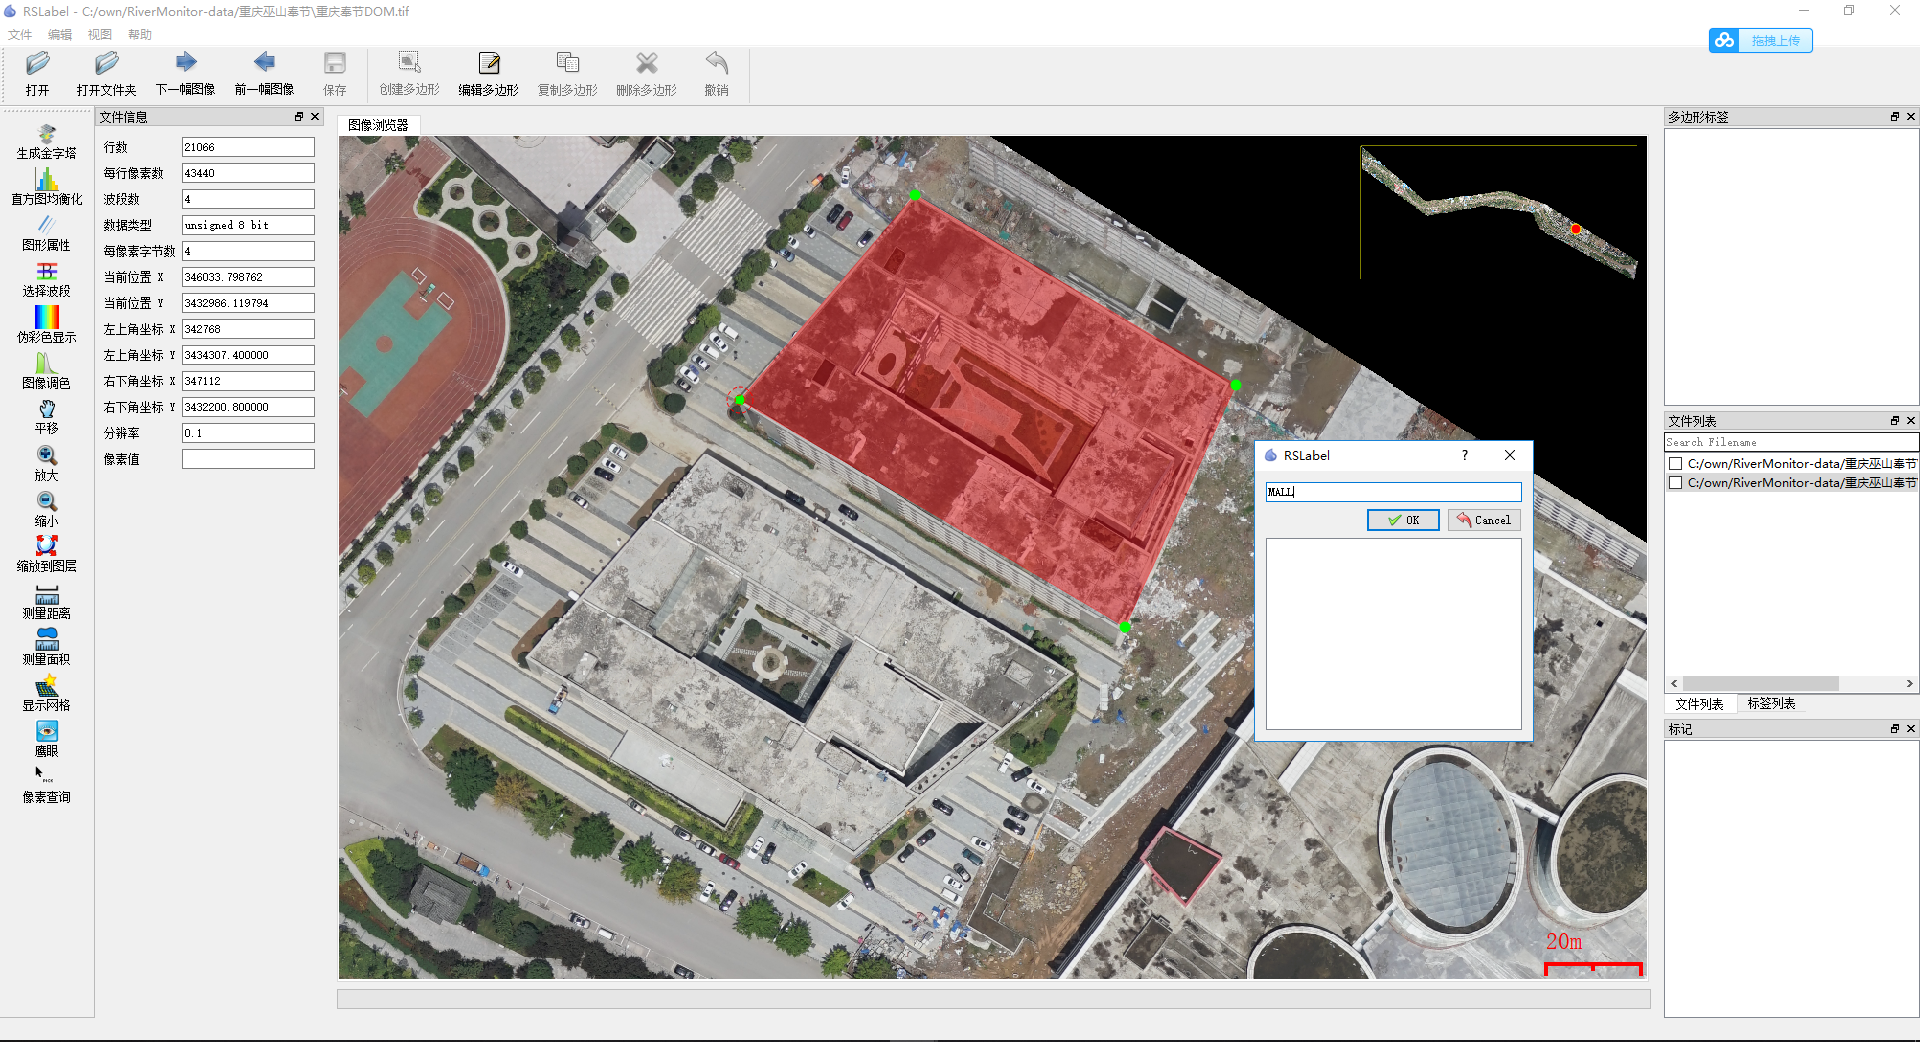 RSLabel - C:/own/RiverMonitor-data/重庆巫山奉节\重庆奉节DOM.tif
文件 编辑 视图 帮助
拖拽上传
打开 打开文件夹 下一幅图像 前一幅图像 保存 创建多边形 编辑多边形 复制多边形 删除多边形 撤销
生成金字塔
直方图均衡化
图形属性
选择波段
伪彩色显示
图像调色
平移
放大
缩小
缩放到图层
测量距离
测量面积
显示网格
鹰眼
PICK
像素查询
文件信息
行数 21066
每行像素数 43440
波段数 4
数据类型 unsigned 8 bit
每像素字节数 4
当前位置 X 346033.798762
当前位置 Y 3432986.119794
左上角坐标 X 342768
左上角坐标 Y 3434307.400000
右下角坐标 X 347112
右下角坐标 Y 3432200.800000
分辨率 0.1
像素值
图像浏览器
20m
RSLabel ?
MALL
OK Cancel
多边形标签
文件列表
Search Filename
C:/own/RiverMonitor-data/重庆巫山奉节
C:/own/RiverMonitor-data/重庆巫山奉节
文件列表 标签列表
标记